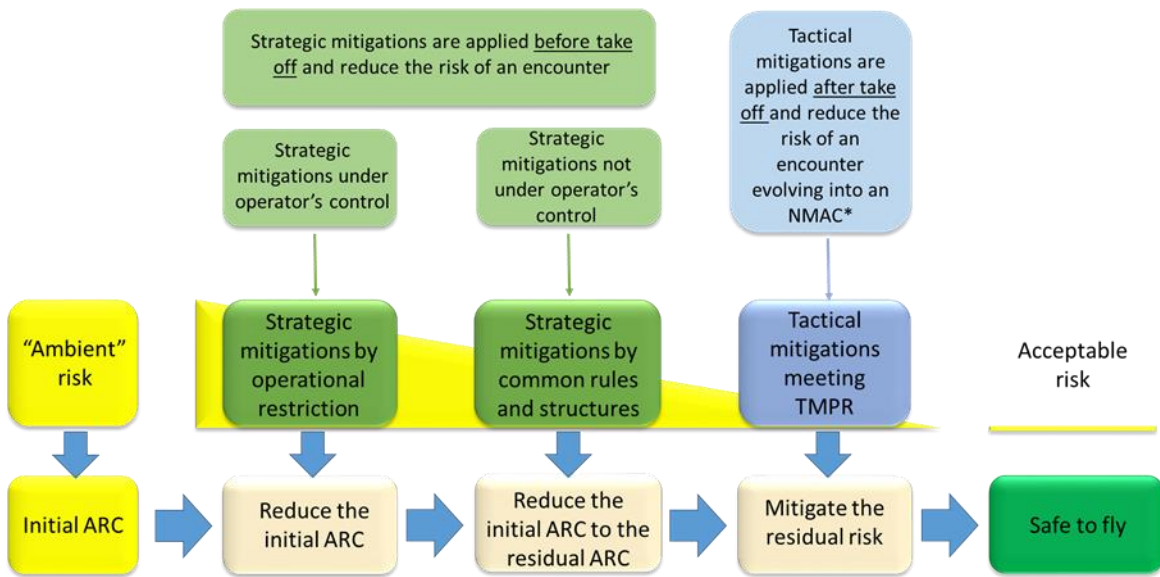 Strategic mitigations are applied before take
off and reduce the risk of an encounter
Tactical
mitigations are
applied after take
off and reduce the
risk of an
encounter
evolving into an
NMAC*
Strategic
mitigations under
operator's control
Strategic
mitigations not
under operator's
control
"Ambient"
risk
Strategic
mitigations by
operational
restriction
Strategic
mitigations by
common rules
and structures
Tactical
mitigations
meeting
TMPR
Acceptable
risk
Initial ARC
Reduce the
initial ARC
Reduce the
initial ARC to the
residual ARC
Mitigate the
residual risk
Safe to fly